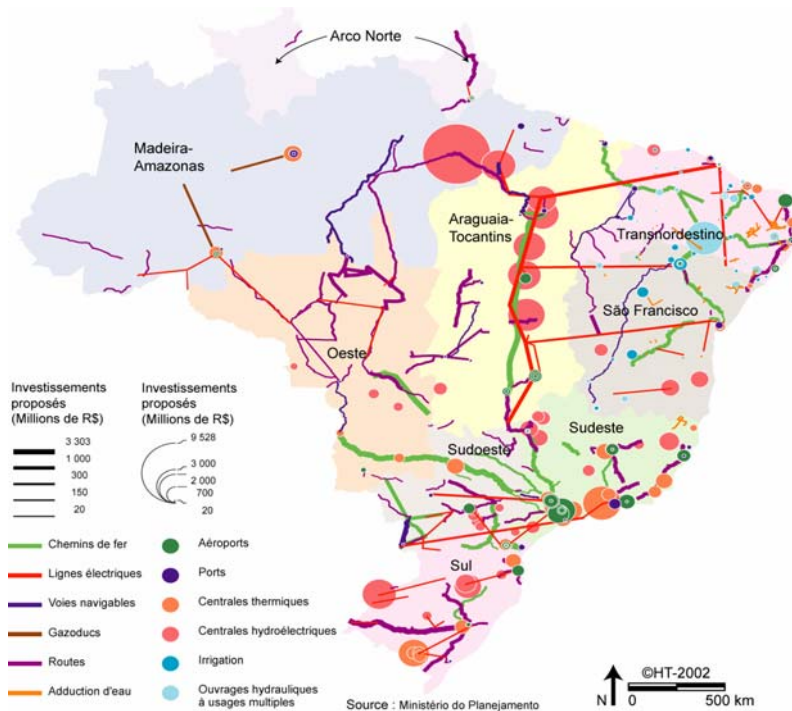 Arco Norte
Madeira-
Amazonas
Araguaia-
Tocantins
Transnordestino
São Francisco
Oeste
Sudoeste
Sudeste
Sul
Investissements
proposés
(Millions de R$)
3 303
1 000
300
150
20
Investissements
proposés
(Millions de R$)
9 528
3 000
2 000
700
20
Chemins de fer
Lignes électriques
Voies navigables
Gazoducs
Routes
Adduction d'eau
Aéroports
Ports
Centrales thermiques
Centrales hydroélectriques
Irrigation
Ouvrages hydrauliques
à usages multiples
Source : Ministério do Planejamento
N
©HT-2002
0 500 km